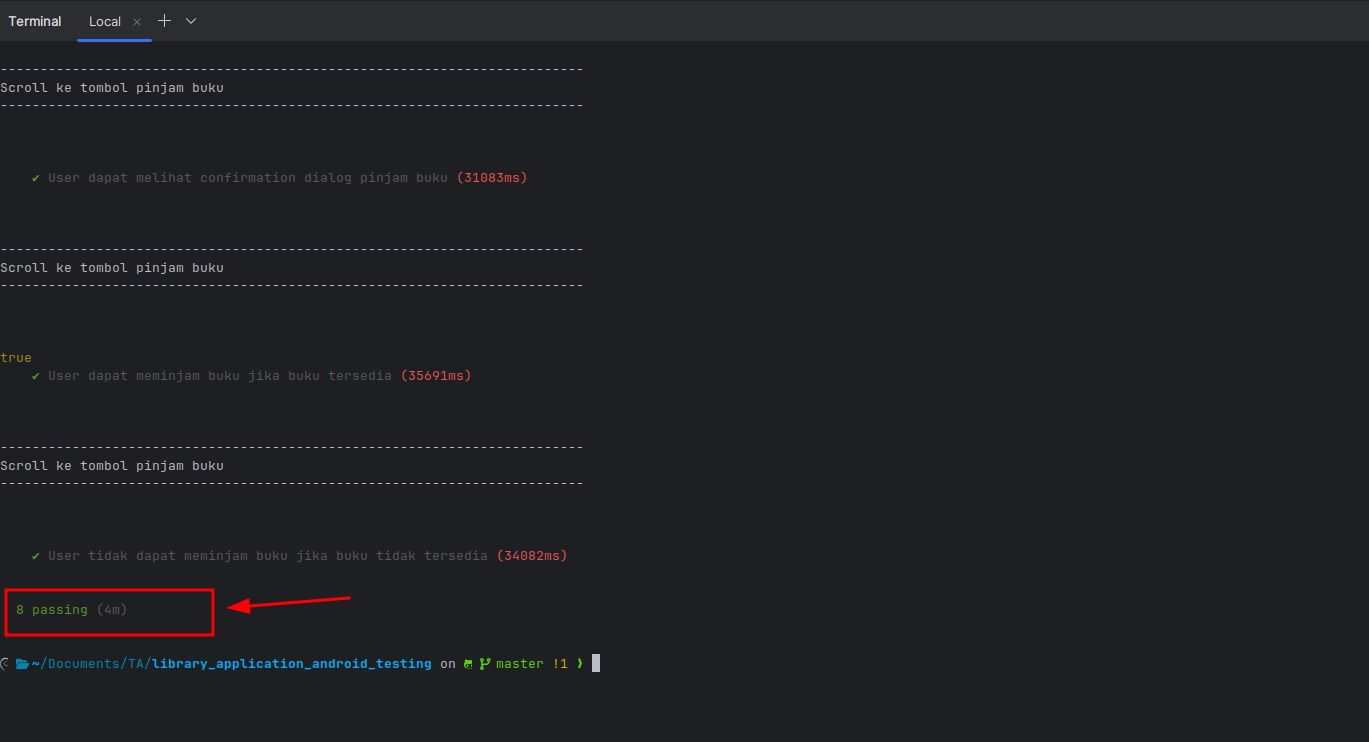 Terminal Local
-------------------------------------------------------------------------
Scroll ke tombol pinjam buku
-------------------------------------------------------------------------
✔ User dapat melihat confirmation dialog pinjam buku (31083ms)
-------------------------------------------------------------------------
Scroll ke tombol pinjam buku
-------------------------------------------------------------------------
true
✔ User dapat meminjam buku jika buku tersedia (35691ms)
-------------------------------------------------------------------------
Scroll ke tombol pinjam buku
-------------------------------------------------------------------------
✔ User tidak dapat meminjam buku jika buku tidak tersedia (34082ms)
8 passing (4m)
~/Documents/TA/library_application_android_testing on master !1 ❯